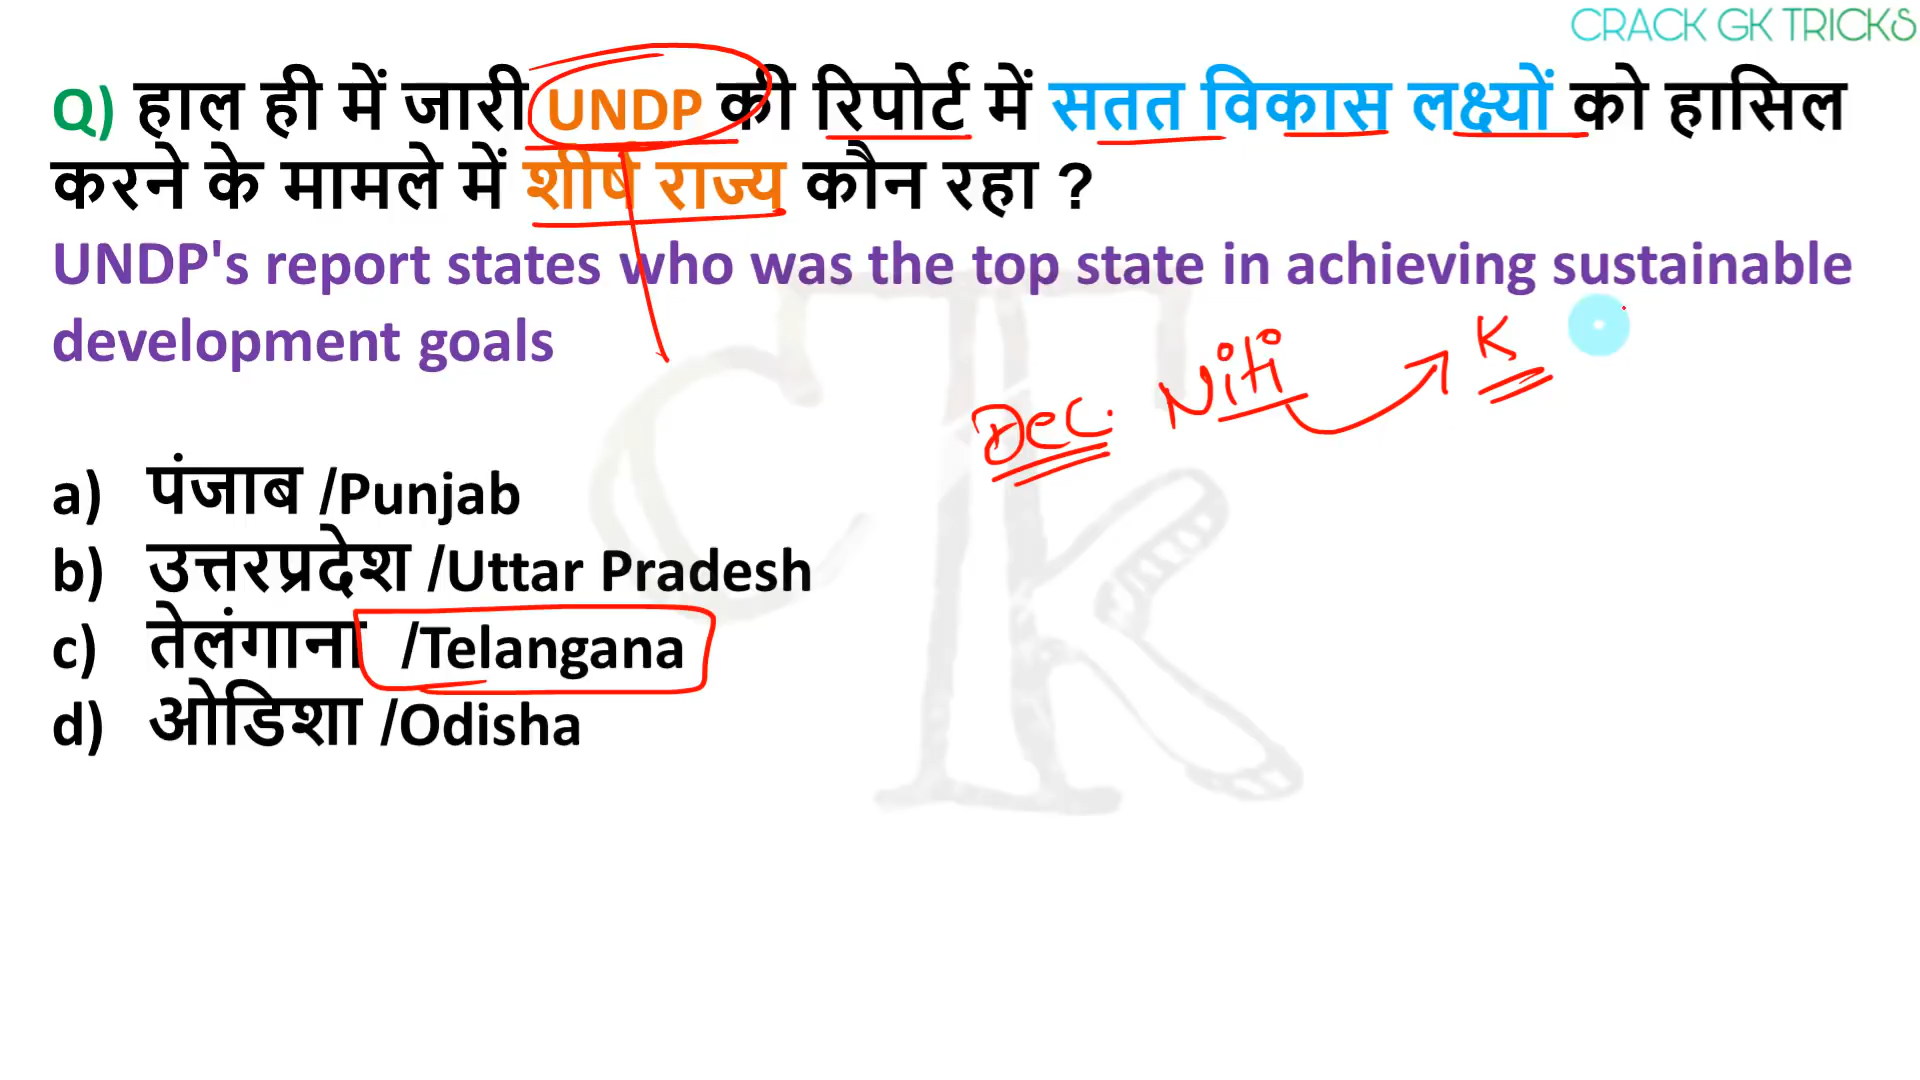 CRACK GK TRICKS
Q) हाल ही में जारी UNDP की रिपोर्ट में सतत विकास लक्ष्यों को हासिल
करने के मामले में शीर्ष राज्य कौन रहा ?
UNDP's report states who was the top state in achieving sustainable
development goals
Dec. Niti K
a) पंजाब /Punjab
b) उत्तरप्रदेश /Uttar Pradesh
c) तेलंगाना /Telangana
d) ओडिशा /Odisha